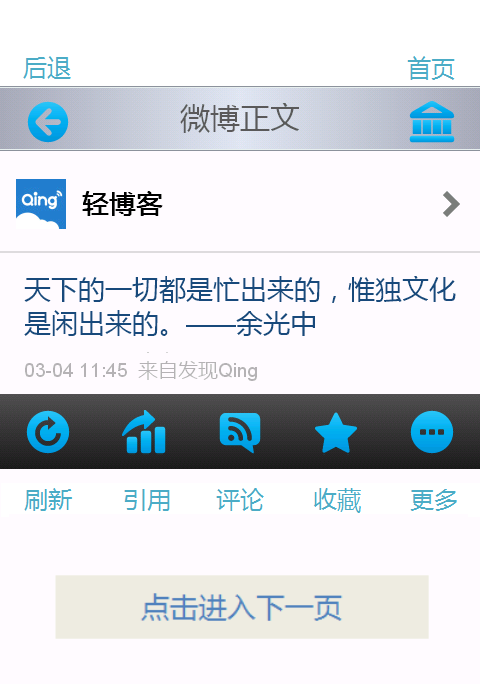 后退 首页
微博正文
Qing 轻博客
天下的一切都是忙出来的，惟独文化
是闲出来的。——余光中
03-04 11:45 来自发现Qing
刷新 引用 评论 收藏 更多
点击进入下一页